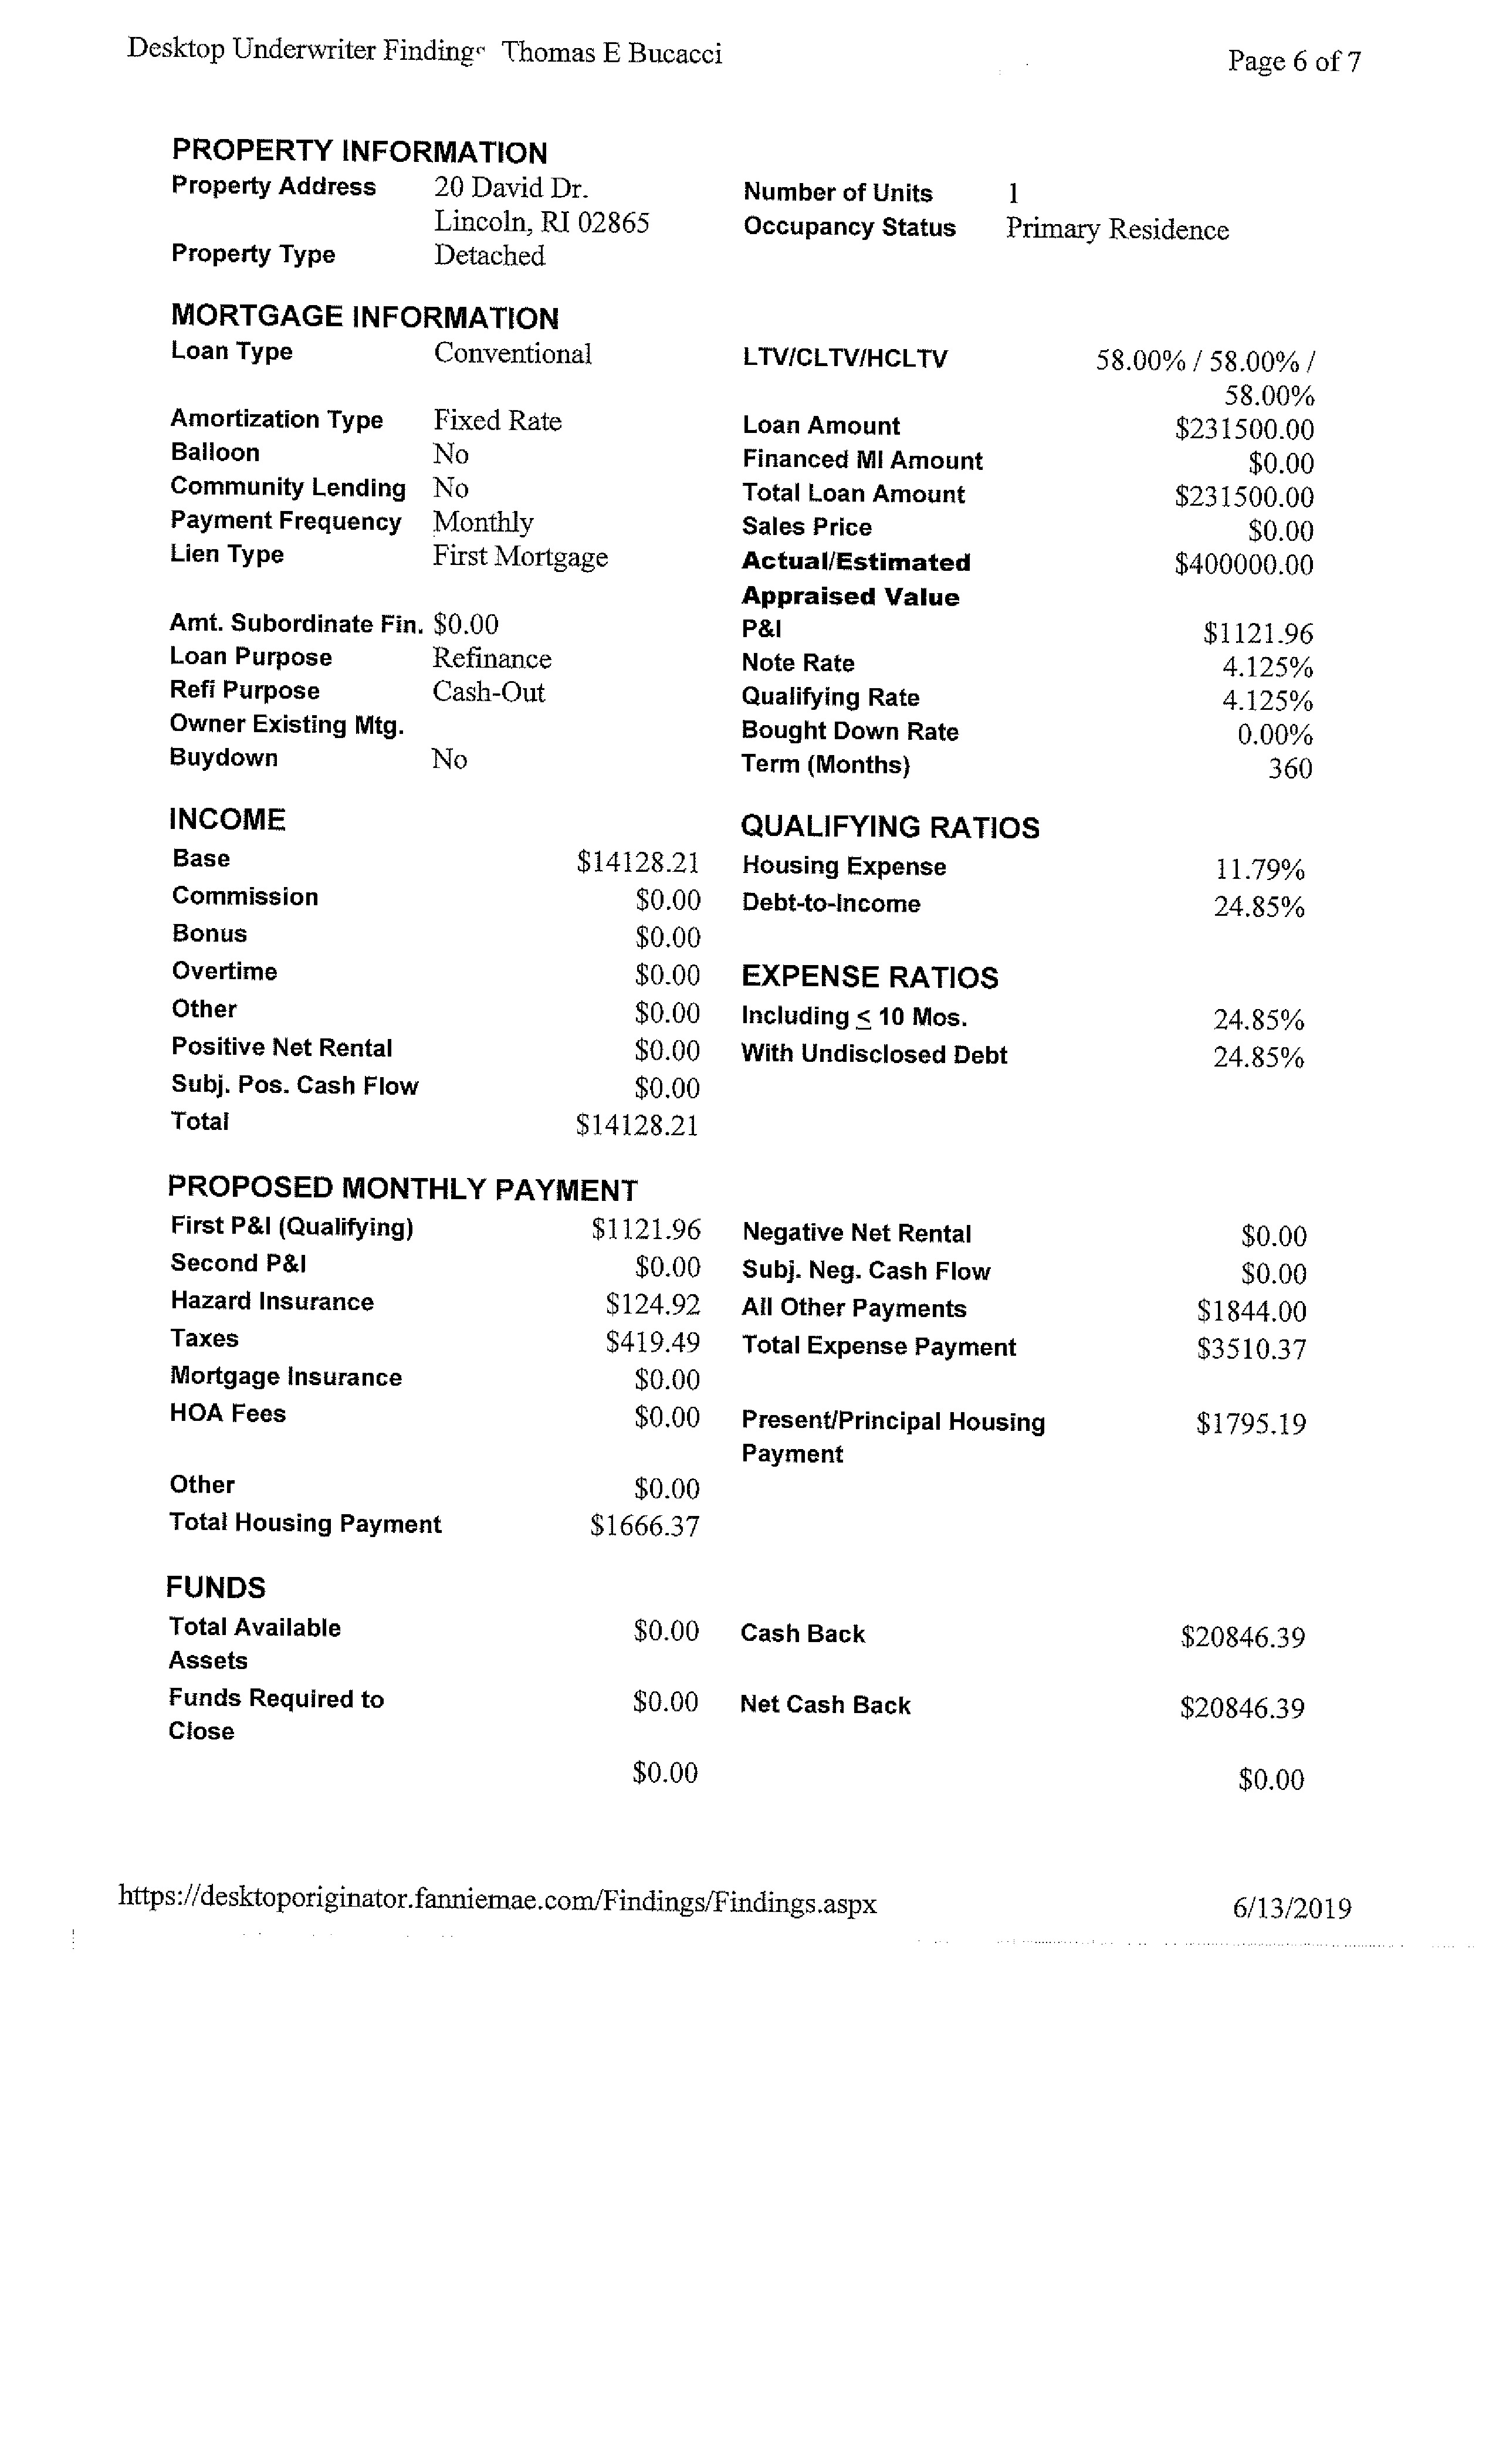 Desktop Underwriter Findings Thomas E Bucacci Page 6 of 7
PROPERTY INFORMATION
Property Address 20 David Dr. Number of Units 1
Lincoln, RI 02865 Occupancy Status Primary Residence
Property Type Detached
MORTGAGE INFORMATION
Loan Type Conventional LTV/CLTV/HCLTV 58.00% / 58.00% /
58.00%
Amortization Type Fixed Rate Loan Amount $231500.00
Balloon No Financed MI Amount $0.00
Community Lending No Total Loan Amount $231500.00
Payment Frequency Monthly Sales Price $0.00
Lien Type First Mortgage Actual/Estimated $400000.00
Appraised Value
Amt. Subordinate Fin. $0.00 P&I $1121.96
Loan Purpose Refinance Note Rate 4.125%
Refi Purpose Cash-Out Qualifying Rate 4.125%
Owner Existing Mtg. Bought Down Rate 0.00%
Buydown No Term (Months) 360
INCOME QUALIFYING RATIOS
Base $14128.21 Housing Expense 11.79%
Commission $0.00 Debt-to-Income 24.85%
Bonus $0.00
Overtime $0.00 EXPENSE RATIOS
Other $0.00 Including ≤ 10 Mos. 24.85%
Positive Net Rental $0.00 With Undisclosed Debt 24.85%
Subj. Pos. Cash Flow $0.00
Total $14128.21
PROPOSED MONTHLY PAYMENT
First P&I (Qualifying) $1121.96 Negative Net Rental $0.00
Second P&I $0.00 Subj. Neg. Cash Flow $0.00
Hazard Insurance $124.92 All Other Payments $1844.00
Taxes $419.49 Total Expense Payment $3510.37
Mortgage Insurance $0.00
HOA Fees $0.00 Present/Principal Housing $1795.19
Payment
Other $0.00
Total Housing Payment $1666.37
FUNDS
Total Available $0.00 Cash Back $20846.39
Assets
Funds Required to $0.00 Net Cash Back $20846.39
Close
$0.00 $0.00
https://desktoporiginator.fanniemae.com/Findings/Findings.aspx 6/13/2019